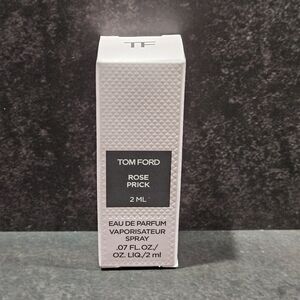 TF
TOM FORD
ROSE
PRICK
2 ML
EAU DE PARFUM
VAPORISATEUR
SPRAY
.07 FL. OZ./
OZ. LIQ./2 ml